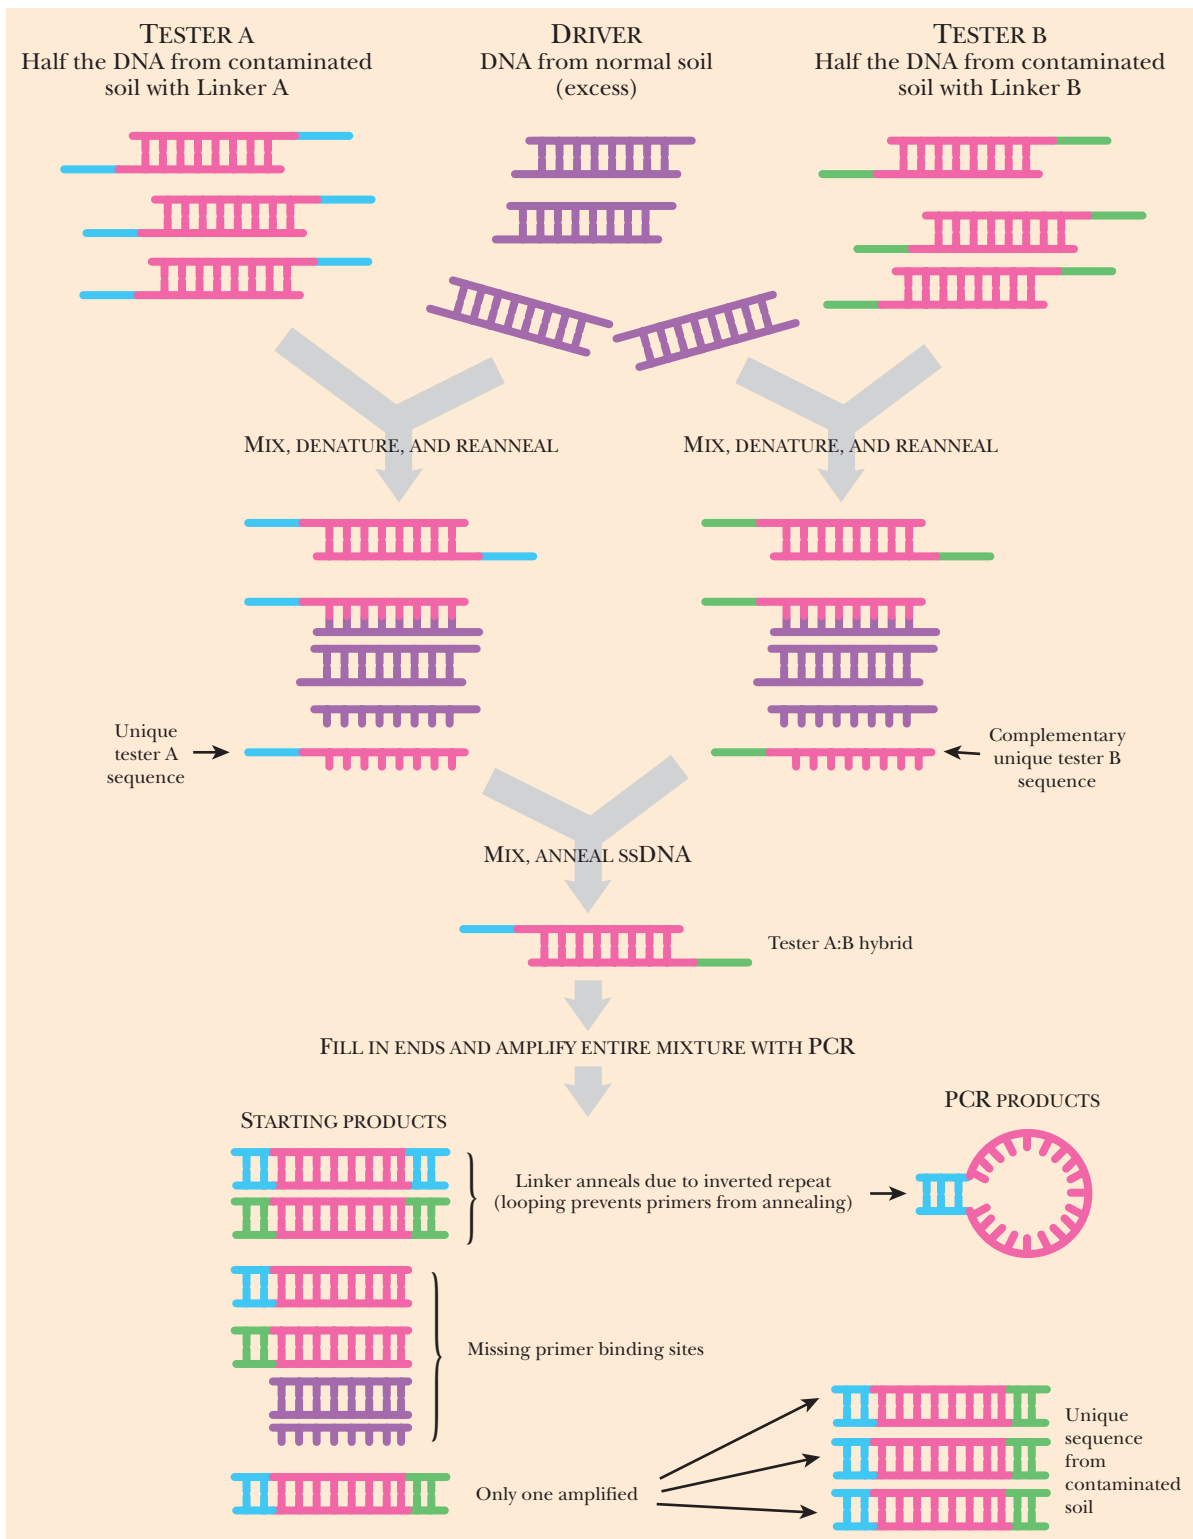 TESTER A
Half the DNA from contaminated
soil with Linker A
DRIVER
DNA from normal soil
(excess)
TESTER B
Half the DNA from contaminated
soil with Linker B
MIX, DENATURE, AND REANNEAL
MIX, DENATURE, AND REANNEAL
Unique
tester A
sequence
Complementary
unique tester B
sequence
MIX, ANNEAL SSDNA
Tester A:B hybrid
FILL IN ENDS AND AMPLIFY ENTIRE MIXTURE WITH PCR
STARTING PRODUCTS
PCR PRODUCTS
Linker anneals due to inverted repeat
(looping prevents primers from annealing)
Missing primer binding sites
Only one amplified
Unique
sequence
from
contaminated
soil